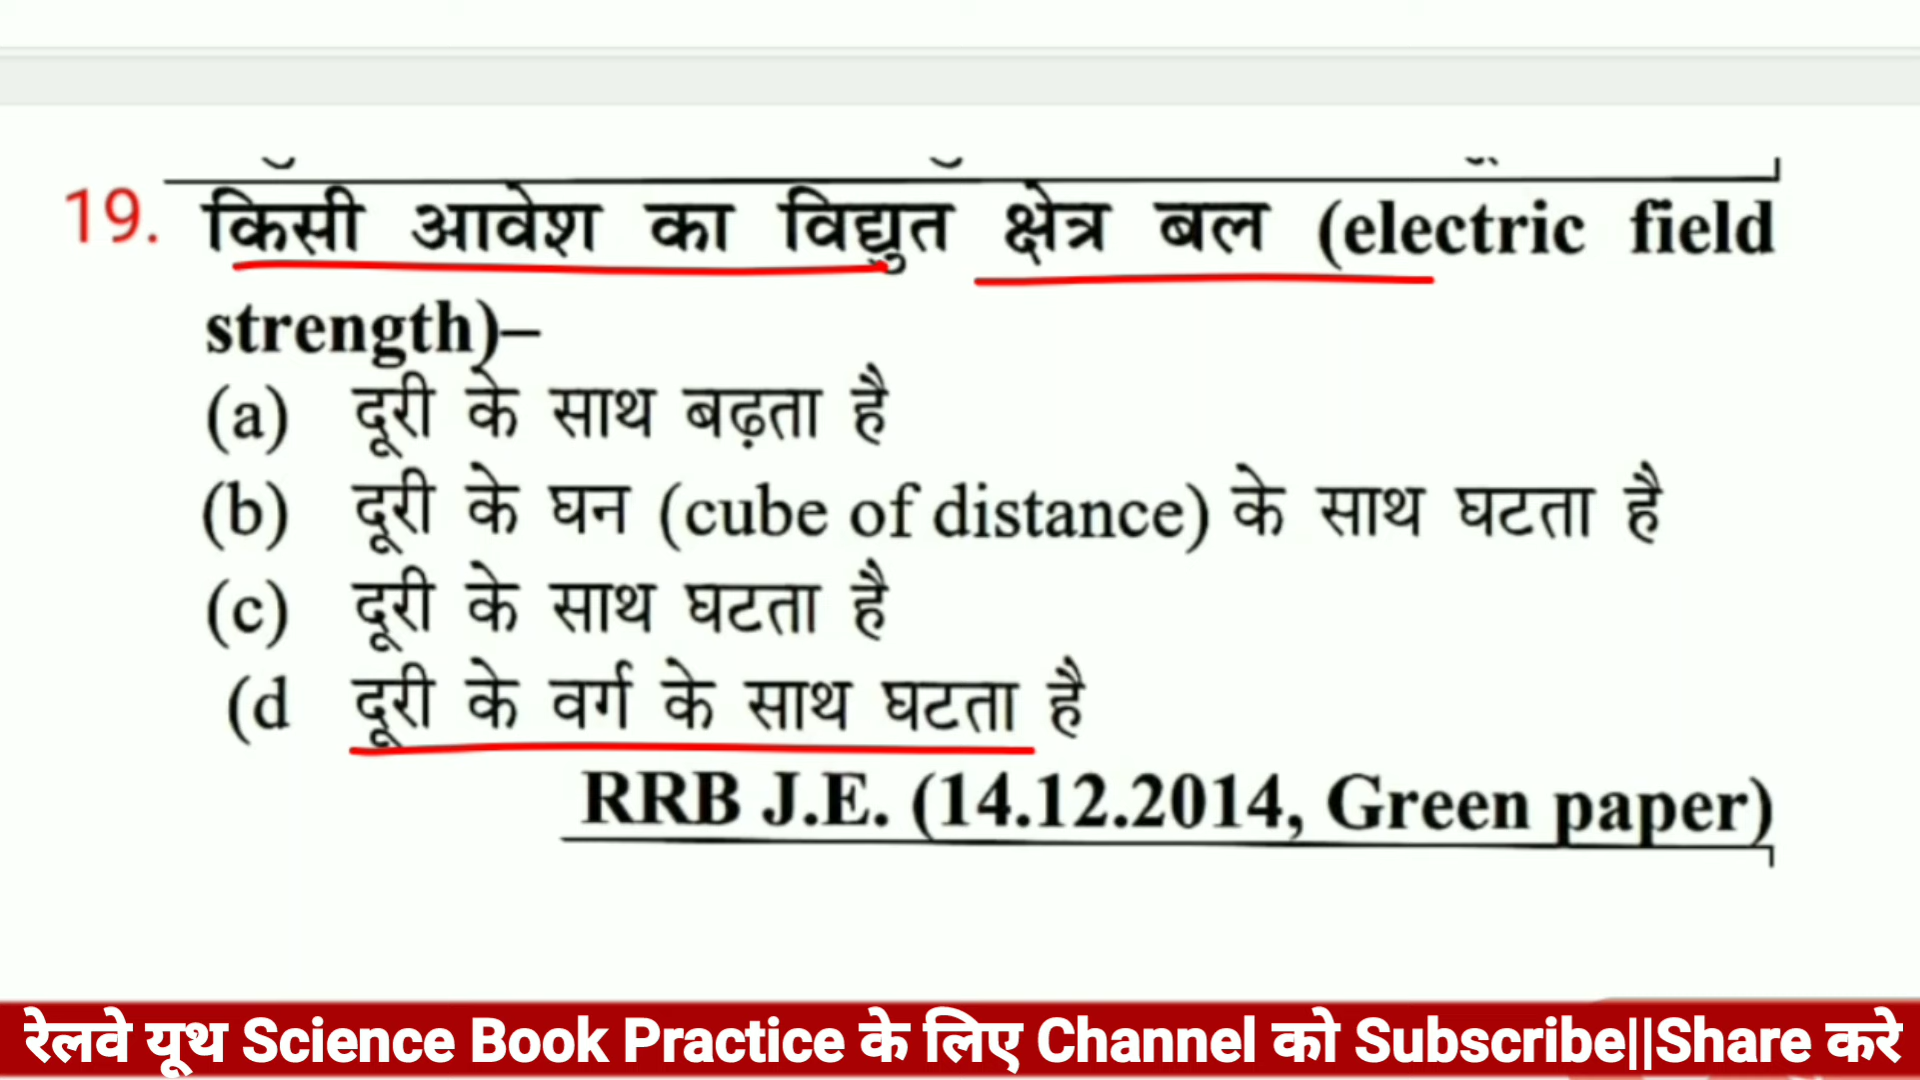 19. किसी आवेश का विद्युत क्षेत्र बल (electric field
strength)–
(a) दूरी के साथ बढ़ता है
(b) दूरी के घन (cube of distance) के साथ घटता है
(c) दूरी के साथ घटता है
(d दूरी के वर्ग के साथ घटता है
RRB J.E. (14.12.2014, Green paper)
रेलवे यूथ Science Book Practice के लिए Channel को Subscribe||Share करे